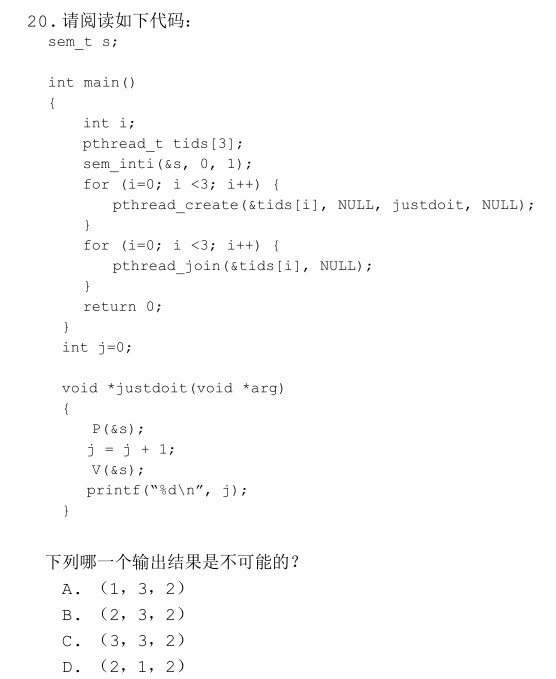 20.请阅读如下代码:
sem_t s;
int main()
{
int i;
pthread_t tids[3];
sem_inti(&s, 0, 1);
for (i=0; i <3; i++) {
pthread_create(&tids[i], NULL, justdoit, NULL);
}
for (i=0; i <3; i++) {
pthread_join(&tids[i], NULL);
}
return 0;
}
int j=0;
void *justdoit(void *arg)
{
P(&s);
j = j + 1;
V(&s);
printf(“%d\n”, j);
}
下列哪一个输出结果是不可能的?
A. (1, 3, 2)
B. (2, 3, 2)
C. (3, 3, 2)
D. (2, 1, 2)